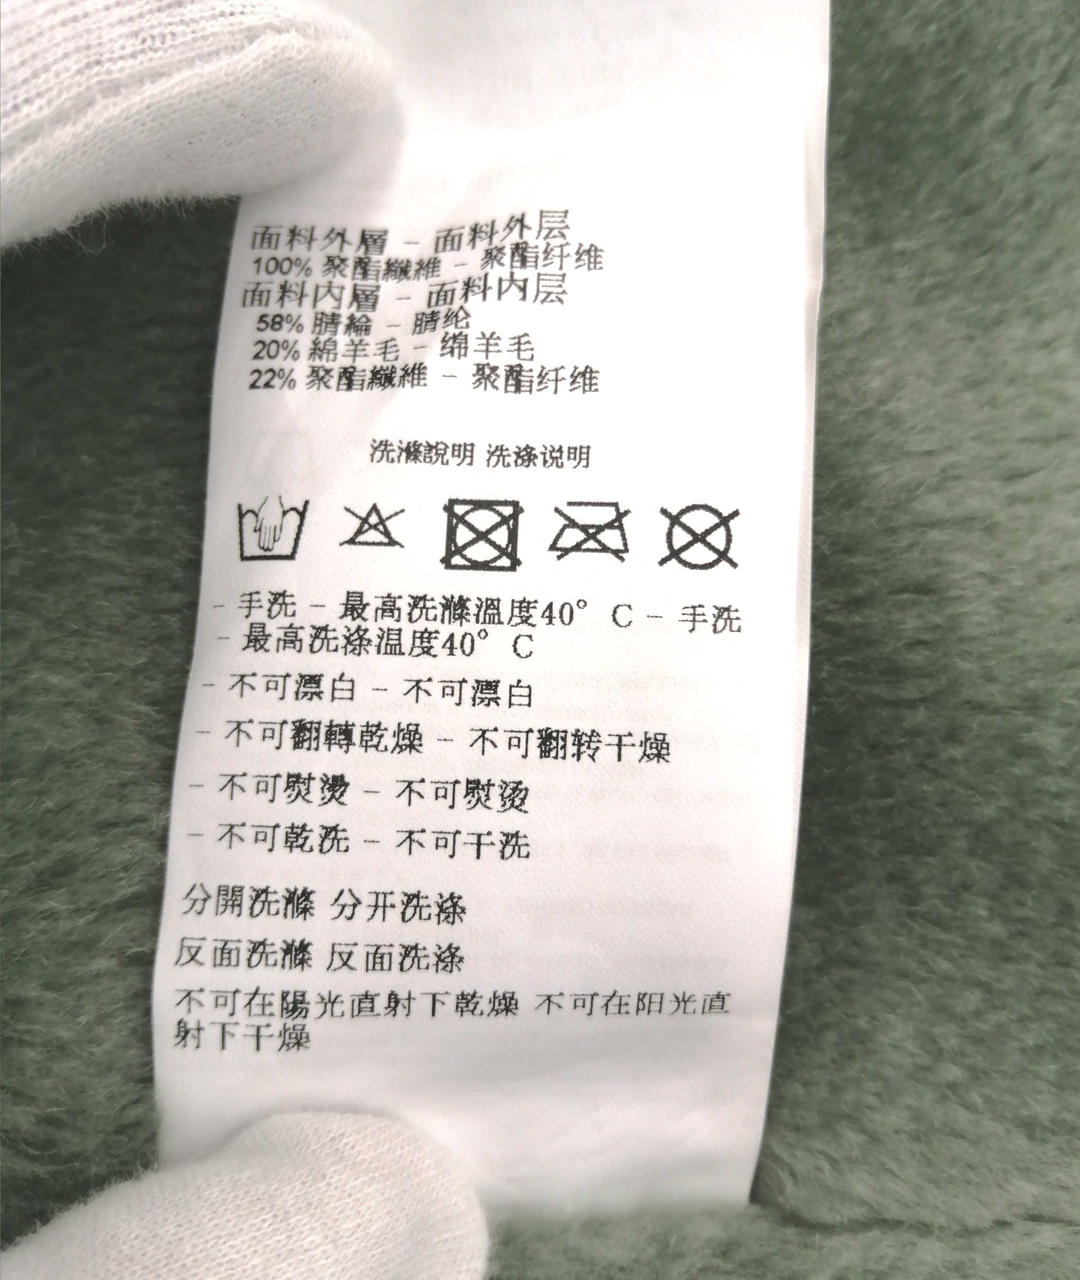 面料外層 - 面料外层
100% 聚酯纖維 - 聚酯纤维
面料内層 - 面料内层
58% 腈綸 - 腈纶
20% 綿羊毛 - 绵羊毛
22% 聚酯纖維 - 聚酯纤维
洗滌說明 洗涤说明
- 手洗 - 最高洗滌溫度40° C - 手洗
- 最高洗涤温度40° C
- 不可漂白 - 不可漂白
- 不可翻轉乾燥 - 不可翻转干燥
- 不可熨燙 - 不可熨烫
- 不可乾洗 - 不可干洗
分開洗滌 分开洗涤
反面洗滌 反面洗涤
不可在陽光直射下乾燥 不可在阳光直
射下干燥